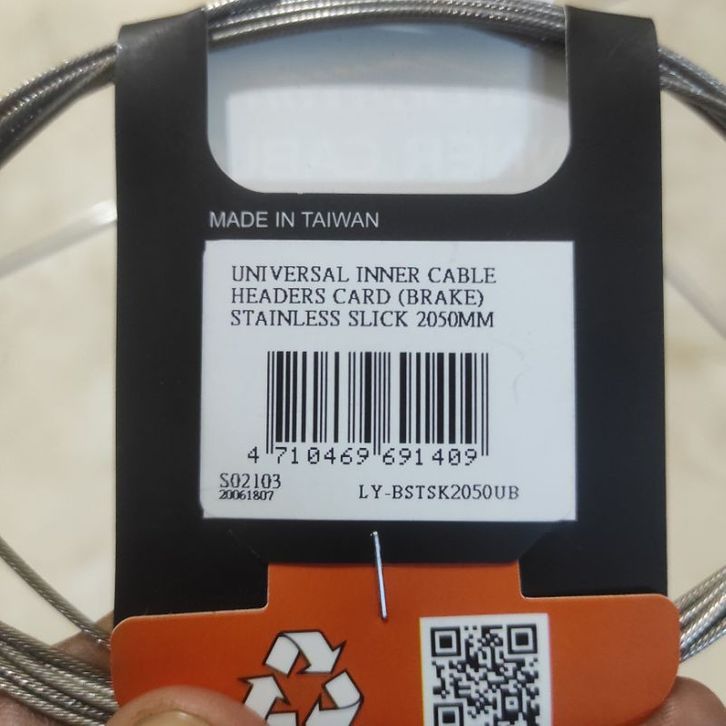 MADE IN TAIWAN
UNIVERSAL INNER CABLE
HEADERS CARD (BRAKE)
STAINLESS SLICK 2050MM
4 710469 691409
S02103
20061807
LY-BSTSK2050UB